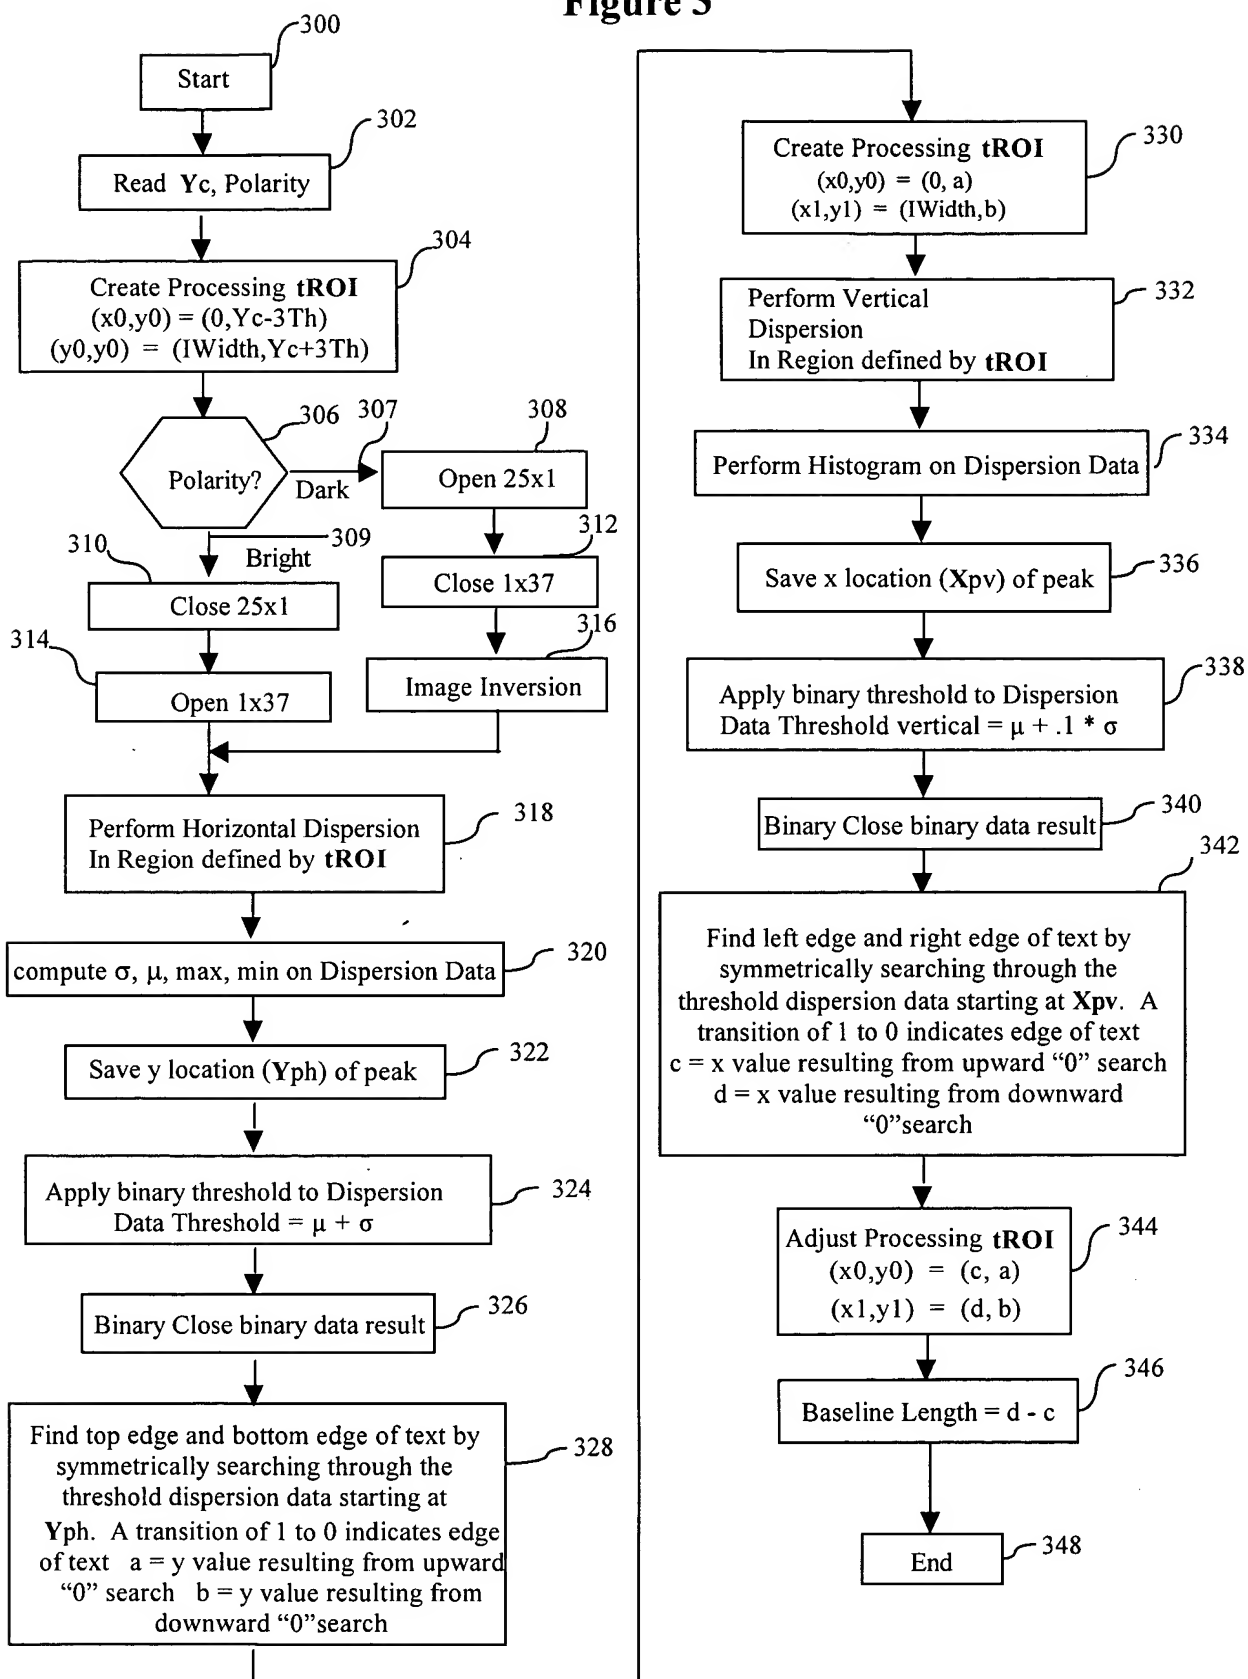 Figure 3
300
Start
302
Read Yc, Polarity
304
Create Processing tROI
(x0,y0) = (0,Yc-3Th)
(y0,y0) = (IWidth,Yc+3Th)
306
307
308
Polarity?
Dark
Open 25x1
309
Bright
310
312
Close 25x1
Close 1x37
314
316
Open 1x37
Image Inversion
318
Perform Horizontal Dispersion
In Region defined by tROI
320
compute σ, μ, max, min on Dispersion Data
322
Save y location (Yph) of peak
324
Apply binary threshold to Dispersion
Data Threshold = μ + σ
326
Binary Close binary data result
328
Find top edge and bottom edge of text by
symmetrically searching through the
threshold dispersion data starting at
Yph. A transition of 1 to 0 indicates edge
of text a = y value resulting from upward
“0” search b = y value resulting from
downward “0”search
330
Create Processing tROI
(x0,y0) = (0, a)
(x1,y1) = (IWidth,b)
332
Perform Vertical
Dispersion
In Region defined by tROI
334
Perform Histogram on Dispersion Data
336
Save x location (Xpv) of peak
338
Apply binary threshold to Dispersion
Data Threshold vertical = μ + .1 * σ
340
Binary Close binary data result
342
Find left edge and right edge of text by
symmetrically searching through the
threshold dispersion data starting at Xpv. A
transition of 1 to 0 indicates edge of text
c = x value resulting from upward “0” search
d = x value resulting from downward
“0”search
344
Adjust Processing tROI
(x0,y0) = (c, a)
(x1,y1) = (d, b)
346
Baseline Length = d - c
348
End